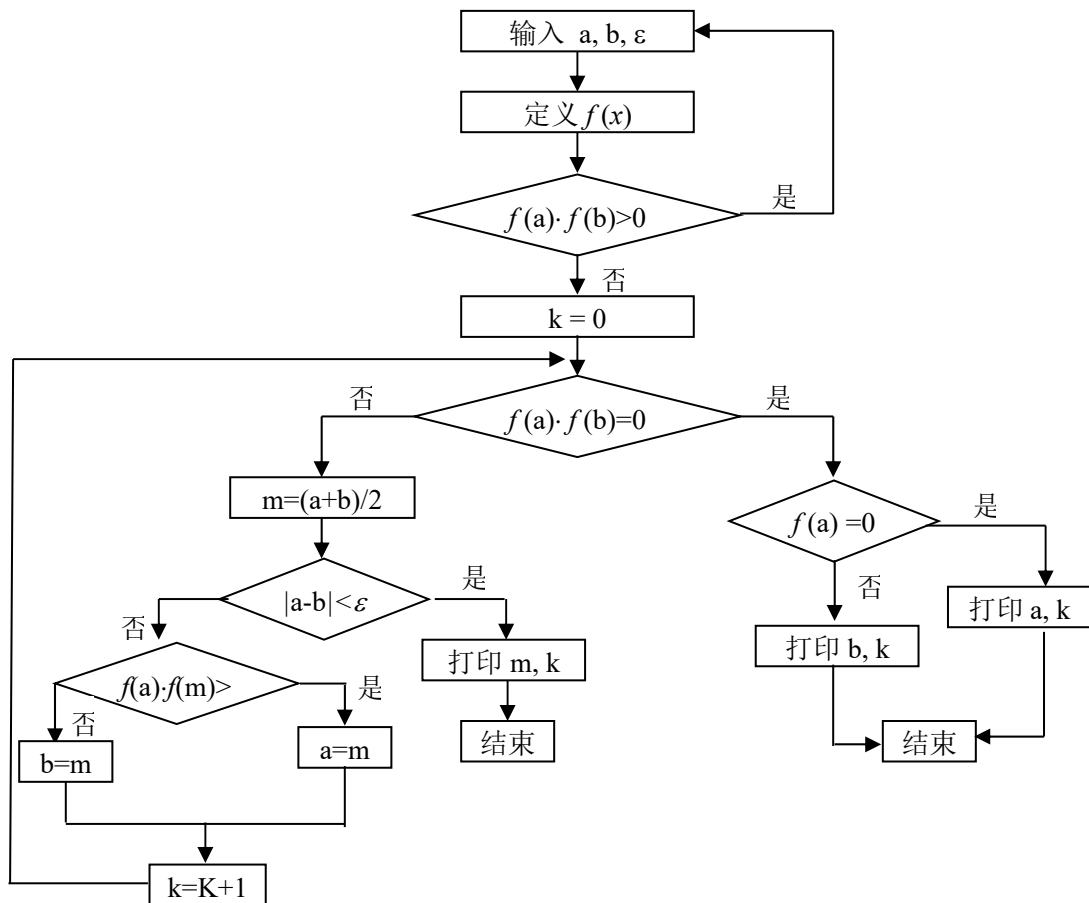 输入 a, b, ε
定义 f(x)
f(a)· f(b)>0
是
否
k = 0
f(a)· f(b)=0
否
是
m=(a+b)/2
f(a) =0
是
否
|a-b|<ε
是
否
打印 a, k
打印 b, k
打印 m, k
f(a)·f(m)>
是
否
a=m
b=m
结束
结束
k=K+1